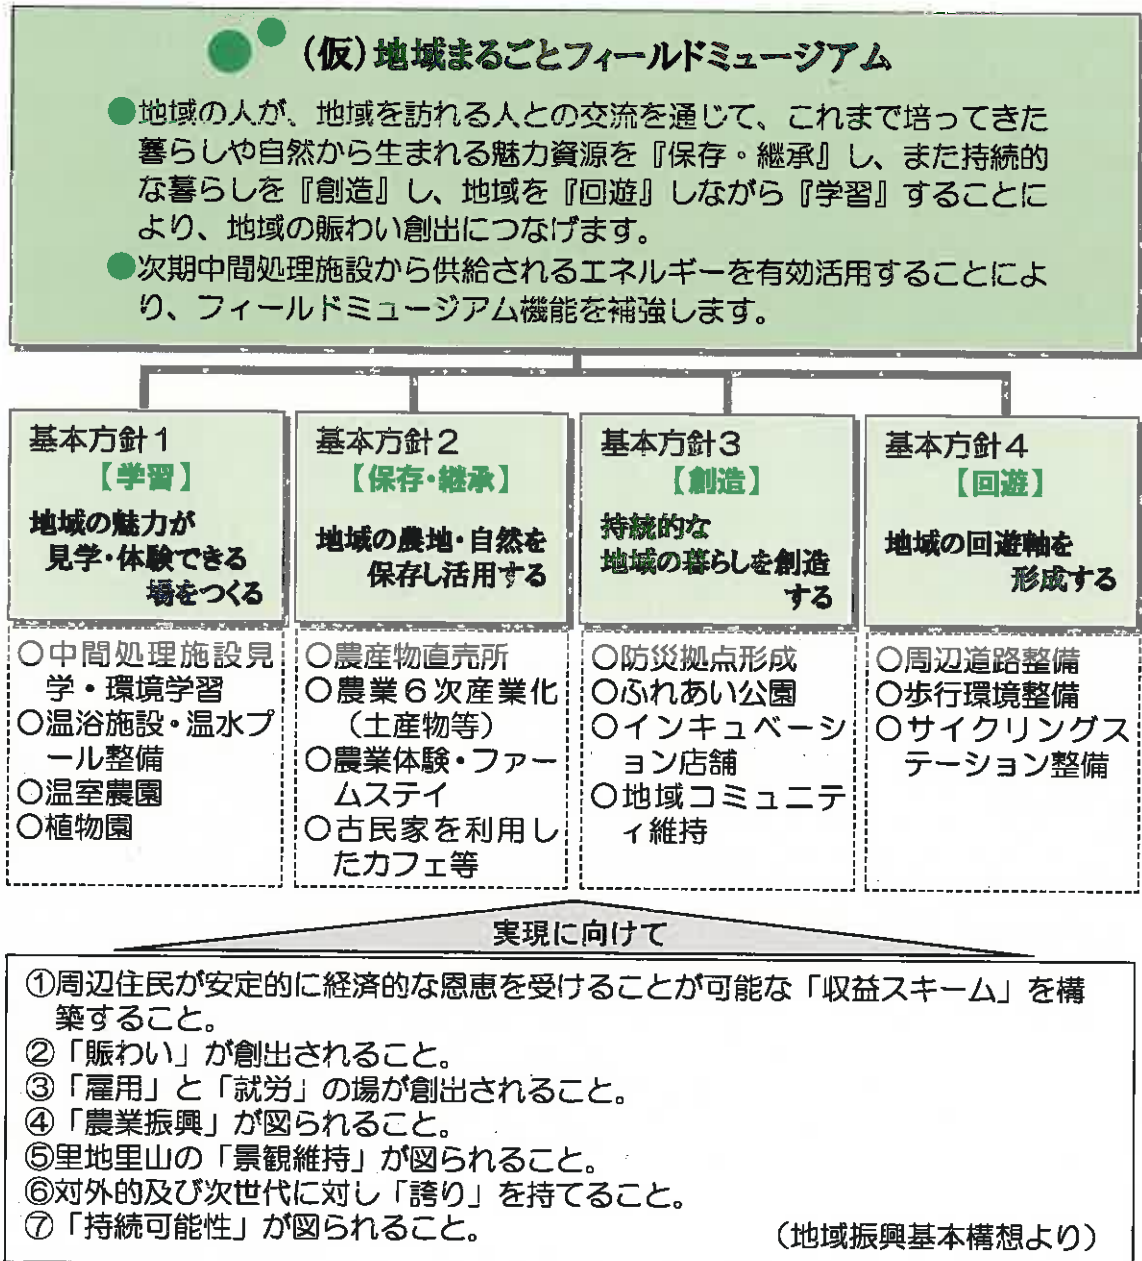 (仮)地域まるごとフィールドミュージアム
●地域の人が、地域を訪れる人との交流を通じて、これまで培ってきた
暮らしや自然から生まれる魅力資源を『保存・継承』し、また持続的
な暮らしを『創造』し、地域を『回遊』しながら『学習』することに
より、地域の賑わい創出につなげます。
●次期中間処理施設から供給されるエネルギーを有効活用することによ
り、フィールドミュージアム機能を補強します。
基本方針1
【学習】
地域の魅力が
見学・体験できる
場をつくる
○中間処理施設見
学・環境学習
○温浴施設・温水プ
ール整備
○温室農園
○植物園
基本方針2
【保存・継承】
地域の農地・自然を
保存し活用する
○農産物直売所
○農業6次産業化
(土産物等)
○農業体験・ファー
ムステイ
○古民家を利用し
たカフェ等
基本方針3
【創造】
持続的な
地域の暮らしを創造
する
○防災拠点形成
○ふれあい公園
○インキュベーシ
ョン店舗
○地域コミュニテ
ィ維持
基本方針4
【回遊】
地域の回遊軸を
形成する
○周辺道路整備
○歩行環境整備
○サイクリングス
テーション整備
実現に向けて
①周辺住民が安定的に経済的な恩恵を受けることが可能な「収益スキーム」を構
築すること。
②「賑わい」が創出されること。
③「雇用」と「就労」の場が創出されること。
④「農業振興」が図られること。
⑤里地里山の「景観維持」が図られること。
⑥対外的及び次世代に対し「誇り」を持てること。
⑦「持続可能性」が図られること。
(地域振興基本構想より)